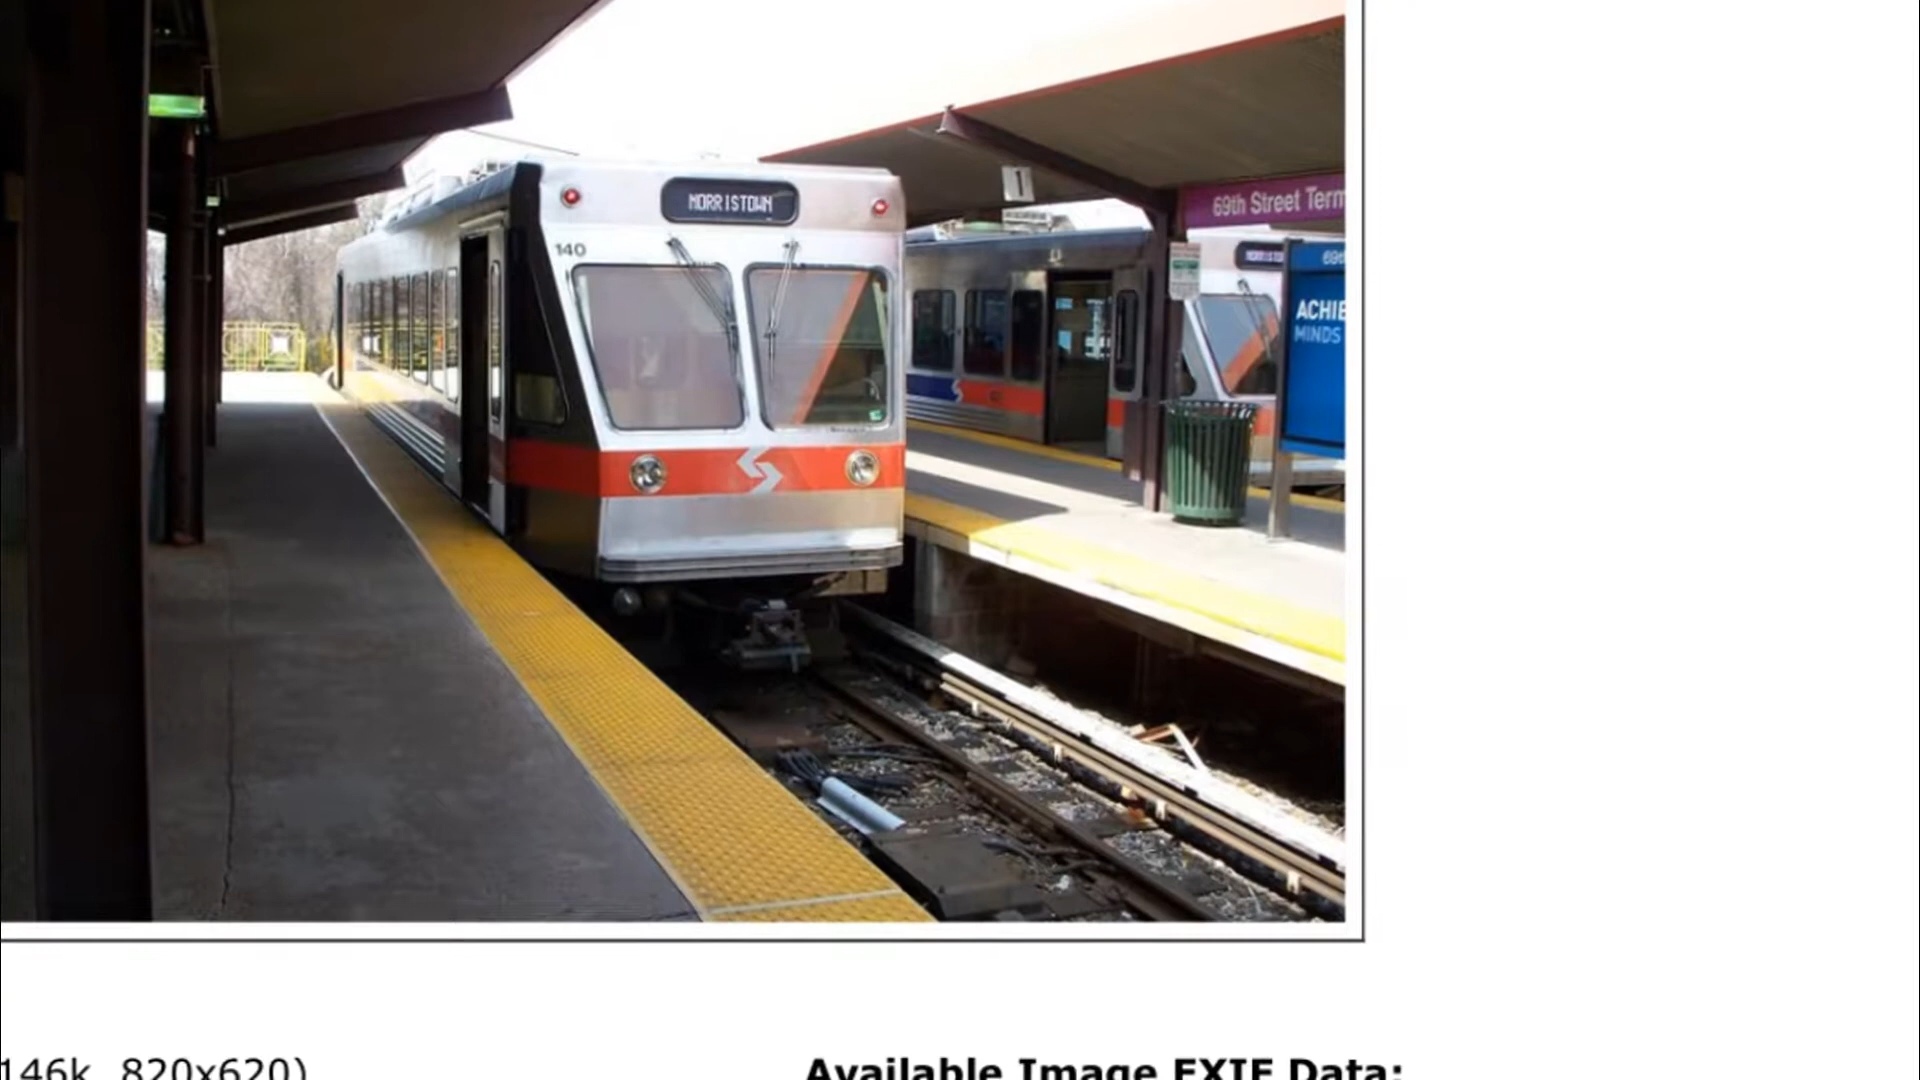 NORRISTOWN
140
1
69th Street Term
ACHIE
MINDS
146k, 820x620)
Available Image EXIF Data: